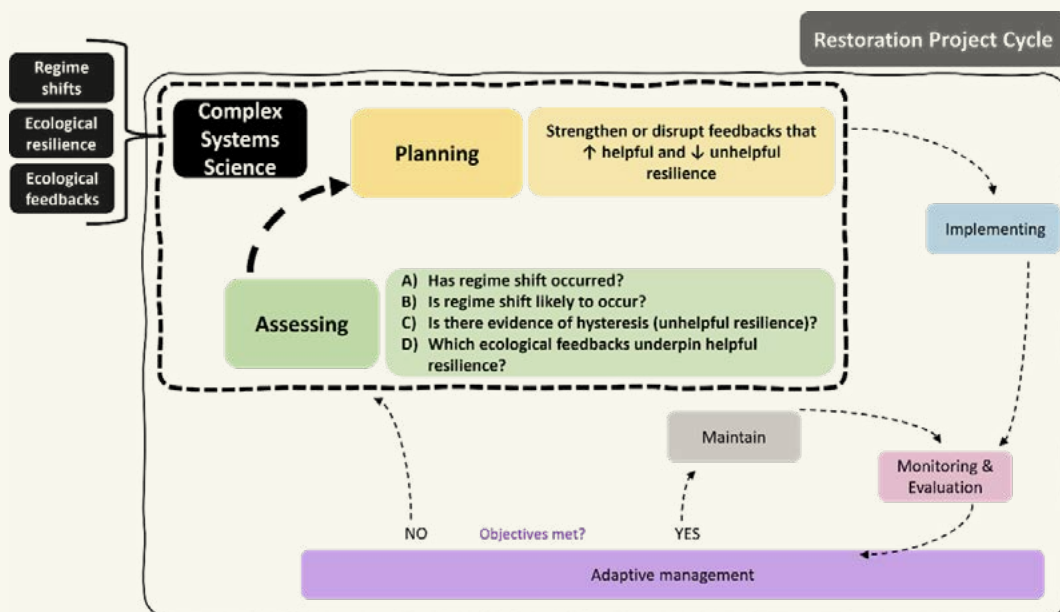 Restoration Project Cycle
Regime
shifts
Ecological
resilience
Ecological
feedbacks
Complex
Systems
Science
Planning
Strengthen or disrupt feedbacks that
↑ helpful and ↓ unhelpful
resilience
Implementing
Assessing
A) Has regime shift occurred?
B) Is regime shift likely to occur?
C) Is there evidence of hysteresis (unhelpful resilience)?
D) Which ecological feedbacks underpin helpful
resilience?
Maintain
Monitoring &
Evaluation
NO
Objectives met?
YES
Adaptive management